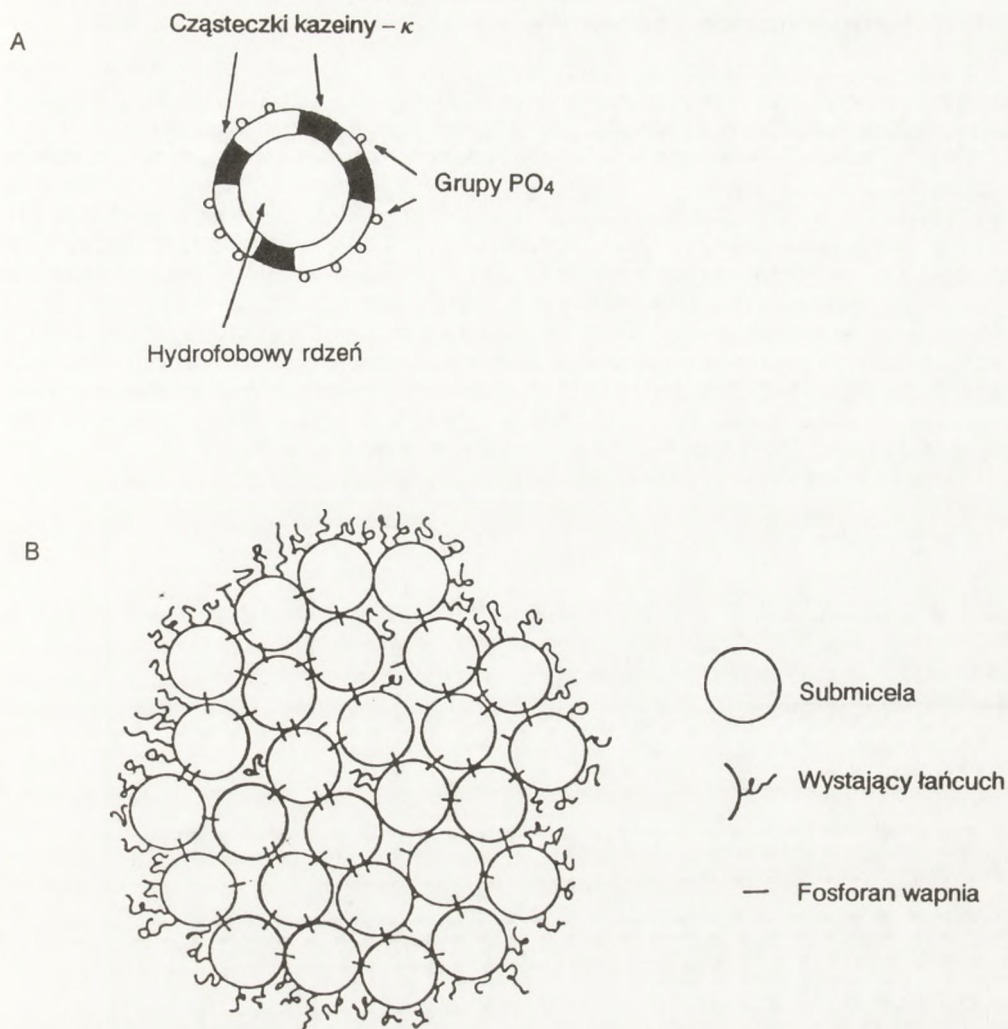 A
Cząsteczki kazeiny – κ
Grupy PO₄
Hydrofobowy rdzeń
B
Submicela
Wystający łańcuch
Fosforan wapnia